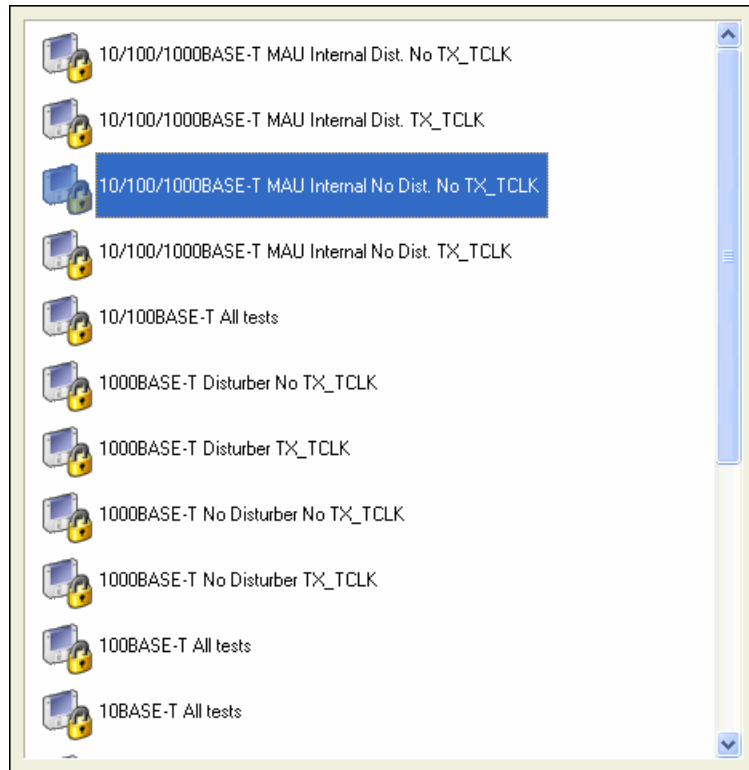 10/100/1000BASE-T MAU Internal Dist. No TX_TCLK
10/100/1000BASE-T MAU Internal Dist. TX_TCLK
10/100/1000BASE-T MAU Internal No Dist. No TX_TCLK
10/100/1000BASE-T MAU Internal No Dist. TX_TCLK
10/100BASE-T All tests
1000BASE-T Disturber No TX_TCLK
1000BASE-T Disturber TX_TCLK
1000BASE-T No Disturber No TX_TCLK
1000BASE-T No Disturber TX_TCLK
100BASE-T All tests
10BASE-T All tests